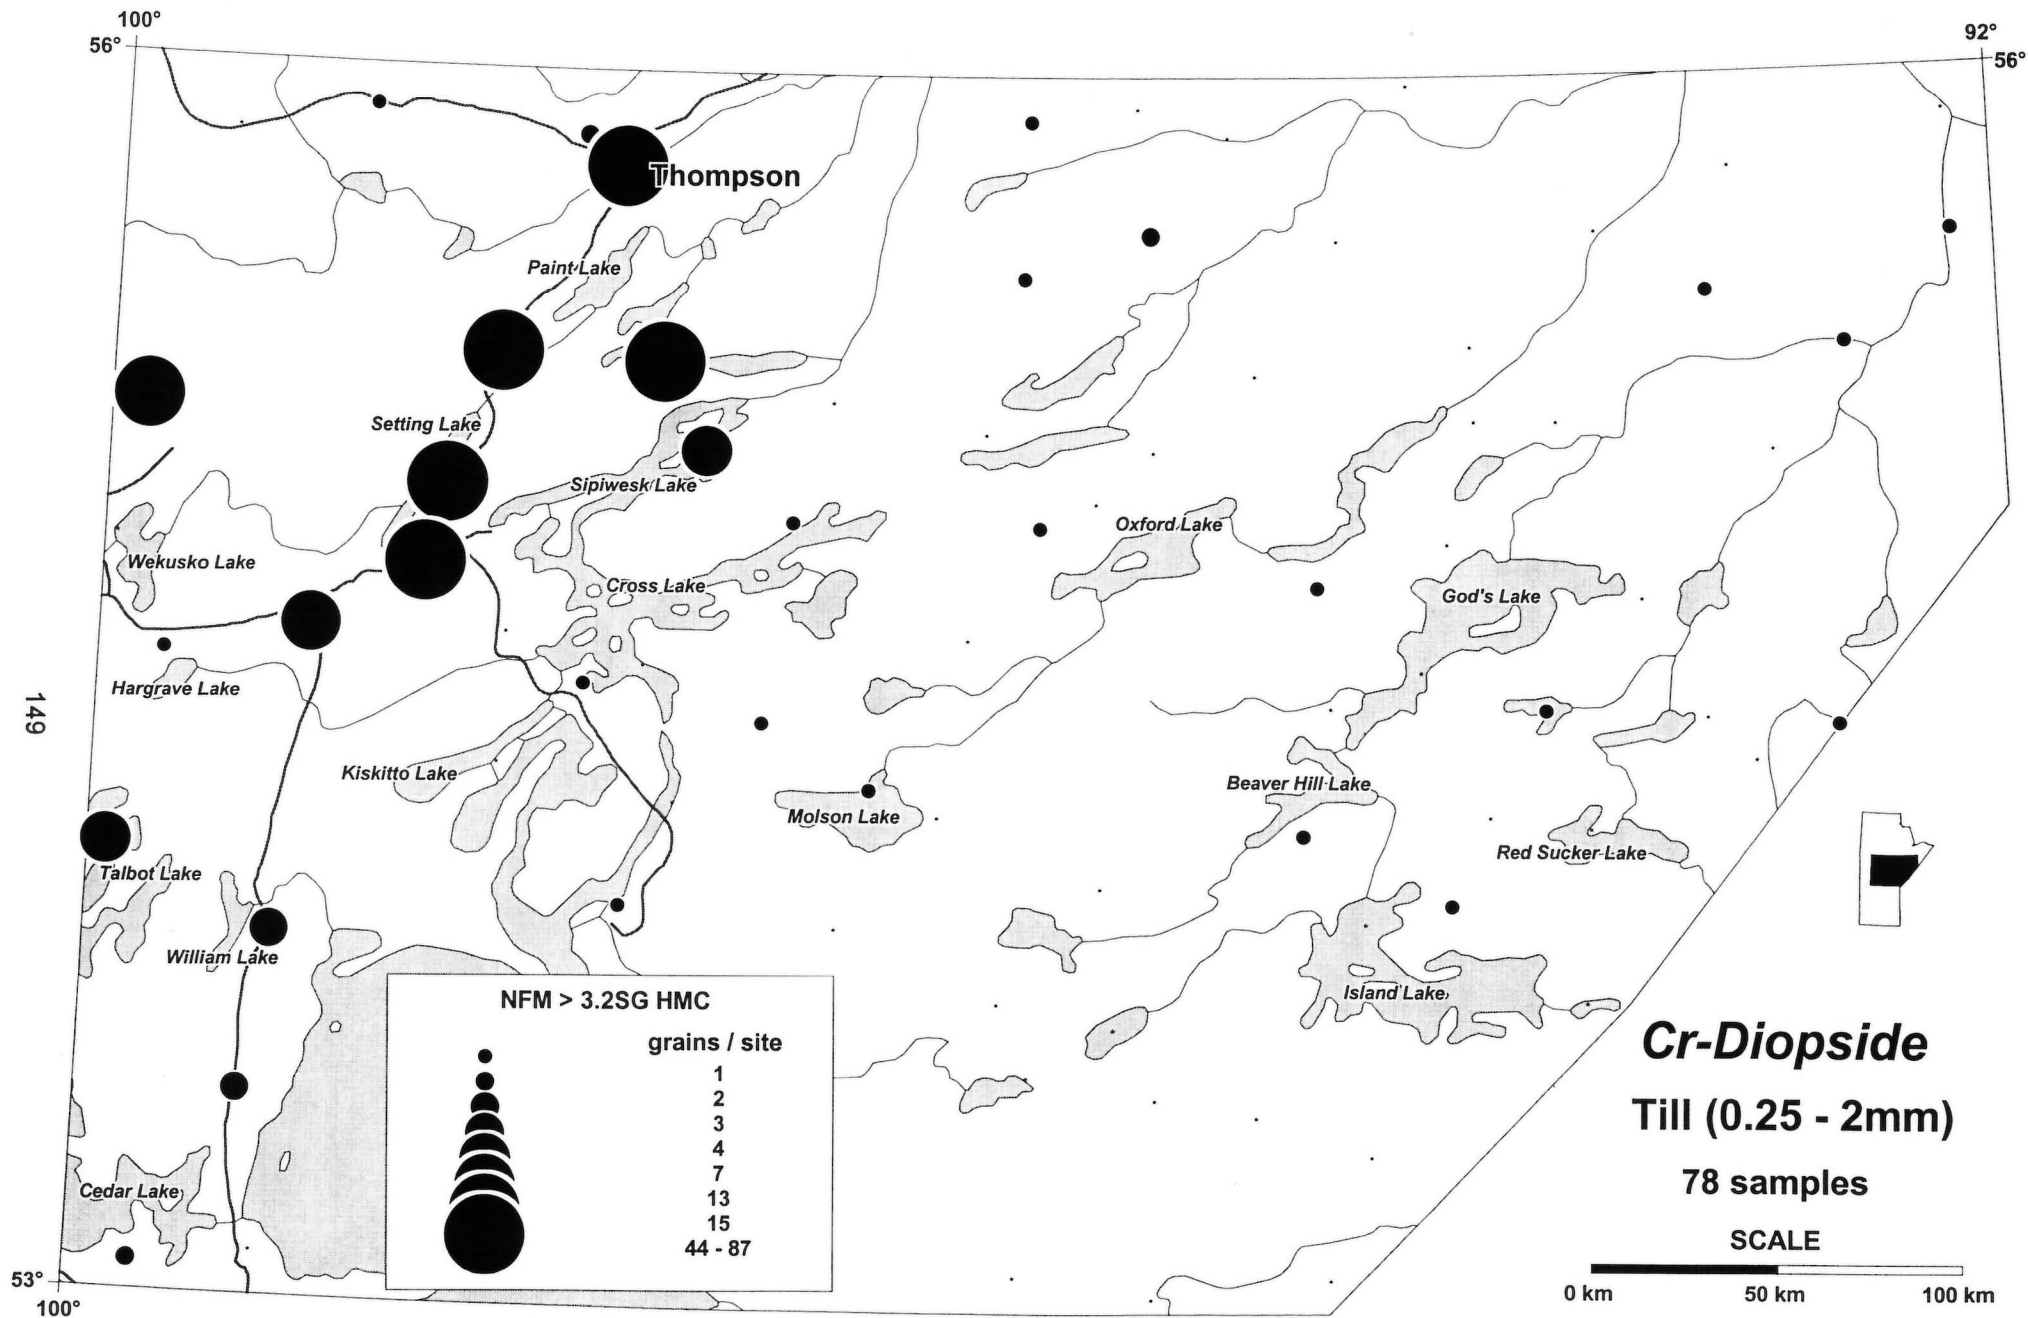 100°
92°
56°
56°
Thompson
Paint Lake
Setting Lake
Sipiwesk Lake
Oxford Lake
Wekusko Lake
Cross Lake
God's Lake
Hargrave Lake
149
Kiskitto Lake
Beaver Hill Lake
Molson Lake
Red Sucker Lake
Talbot Lake
William Lake
Island Lake
NFM > 3.2SG HMC
grains / site
1
2
3
4
7
13
15
44 - 87
Cr-Diopside
Till (0.25 - 2mm)
78 samples
SCALE
0 km 50 km 100 km
Cedar Lake
53°
100°